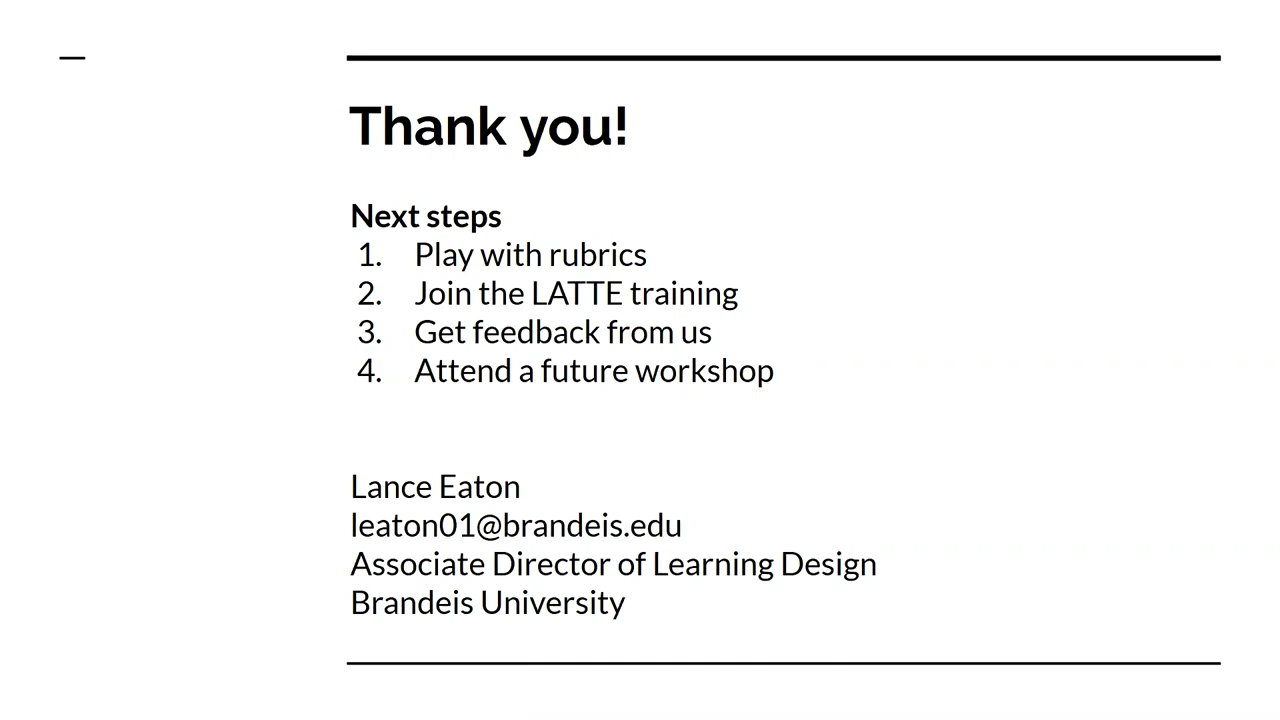 Thank you!
Next steps
1. Play with rubrics
2. Join the LATTE training
3. Get feedback from us
4. Attend a future workshop
Lance Eaton
leaton01@brandeis.edu
Associate Director of Learning Design
Brandeis University